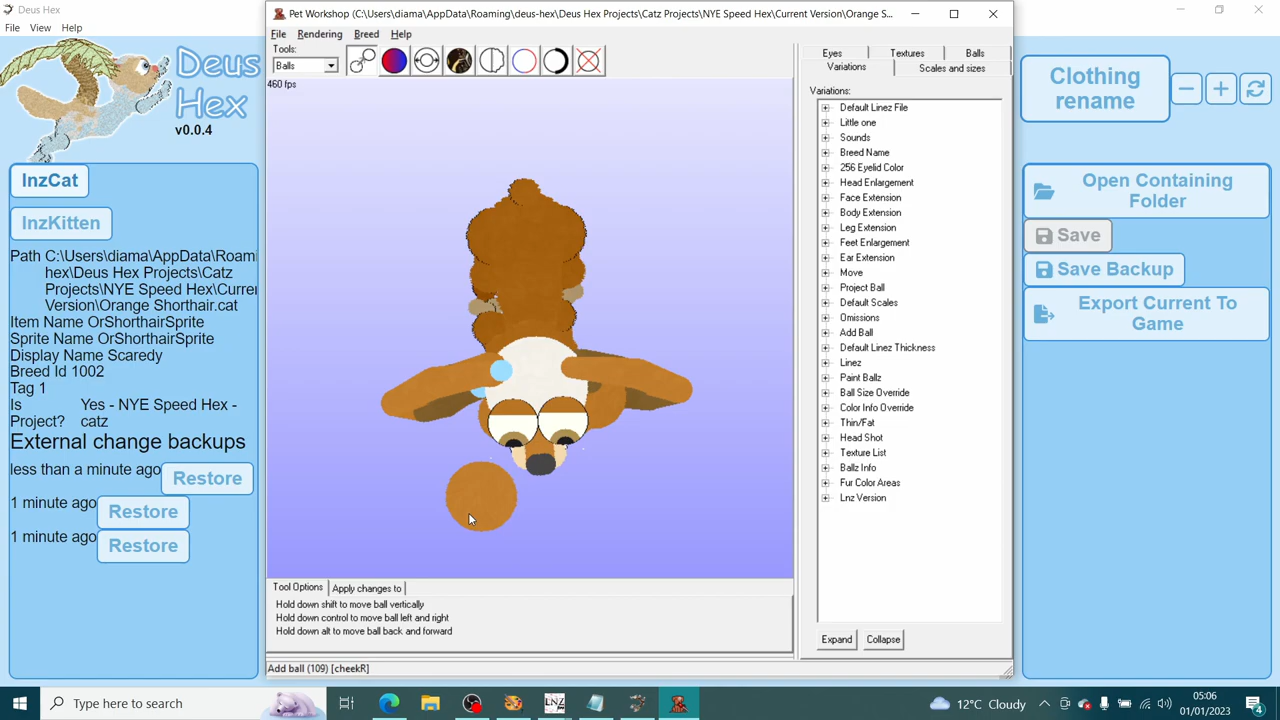 Deus Hex
File View Help
Deus
Hex
v0.0.4
lnzCat
lnzKitten
Path C:\Users\diama\AppData\Roami
hex\Deus Hex Projects\Catz
Projects\NYE Speed Hex\Curre
Version\Orange Shorthair.cat
Item Name OrShorthairSprite
Sprite Name OrShorthairSprite
Display Name Scaredy
Breed Id 1002
Tag 1
Is Yes - NYE Speed Hex -
Project? catz
External change backups
less than a minute ago Restore
1 minute ago Restore
1 minute ago Restore
Pet Workshop (C:\Users\diama\AppData\Roaming\deus-hex\Deus Hex Projects\Catz Projects\NYE Speed Hex\Current Version\Orange S...
File Rendering Breed Help
Tools:
Balls
460 fps
Tool Options Apply changes to
Hold down shift to move ball vertically
Hold down control to move ball left and right
Hold down alt to move ball back and forward
Add ball (109) [cheekR]
Eyes Textures Balls
Variations Scales and sizes
Variations:
Default Linez File
Little one
Sounds
Breed Name
256 Eyelid Color
Head Enlargement
Face Extension
Body Extension
Leg Extension
Feet Enlargement
Ear Extension
Move
Project Ball
Default Scales
Omissions
Add Ball
Default Linez Thickness
Linez
Paint Ballz
Ball Size Override
Color Info Override
Thin/Fat
Head Shot
Texture List
Ballz Info
Fur Color Areas
Lnz Version
Expand Collapse
Clothing
rename
Open Containing
Folder
Save
Save Backup
Export Current To
Game
Type here to search
LNZ
12°C Cloudy
05:06
01/01/2023
4